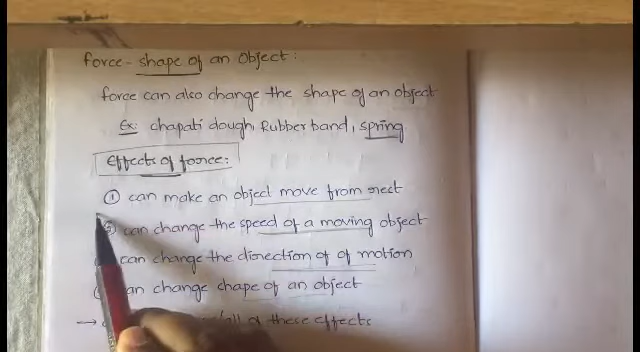 Force - shape of an Object:
force can also change the shape of an object
Ex: chapati dough, Rubber band, spring
Effects of force:
① can make an object move from rest
can change the speed of a moving object
can change the direction of of motion
an change shape of an object
→ of these effects